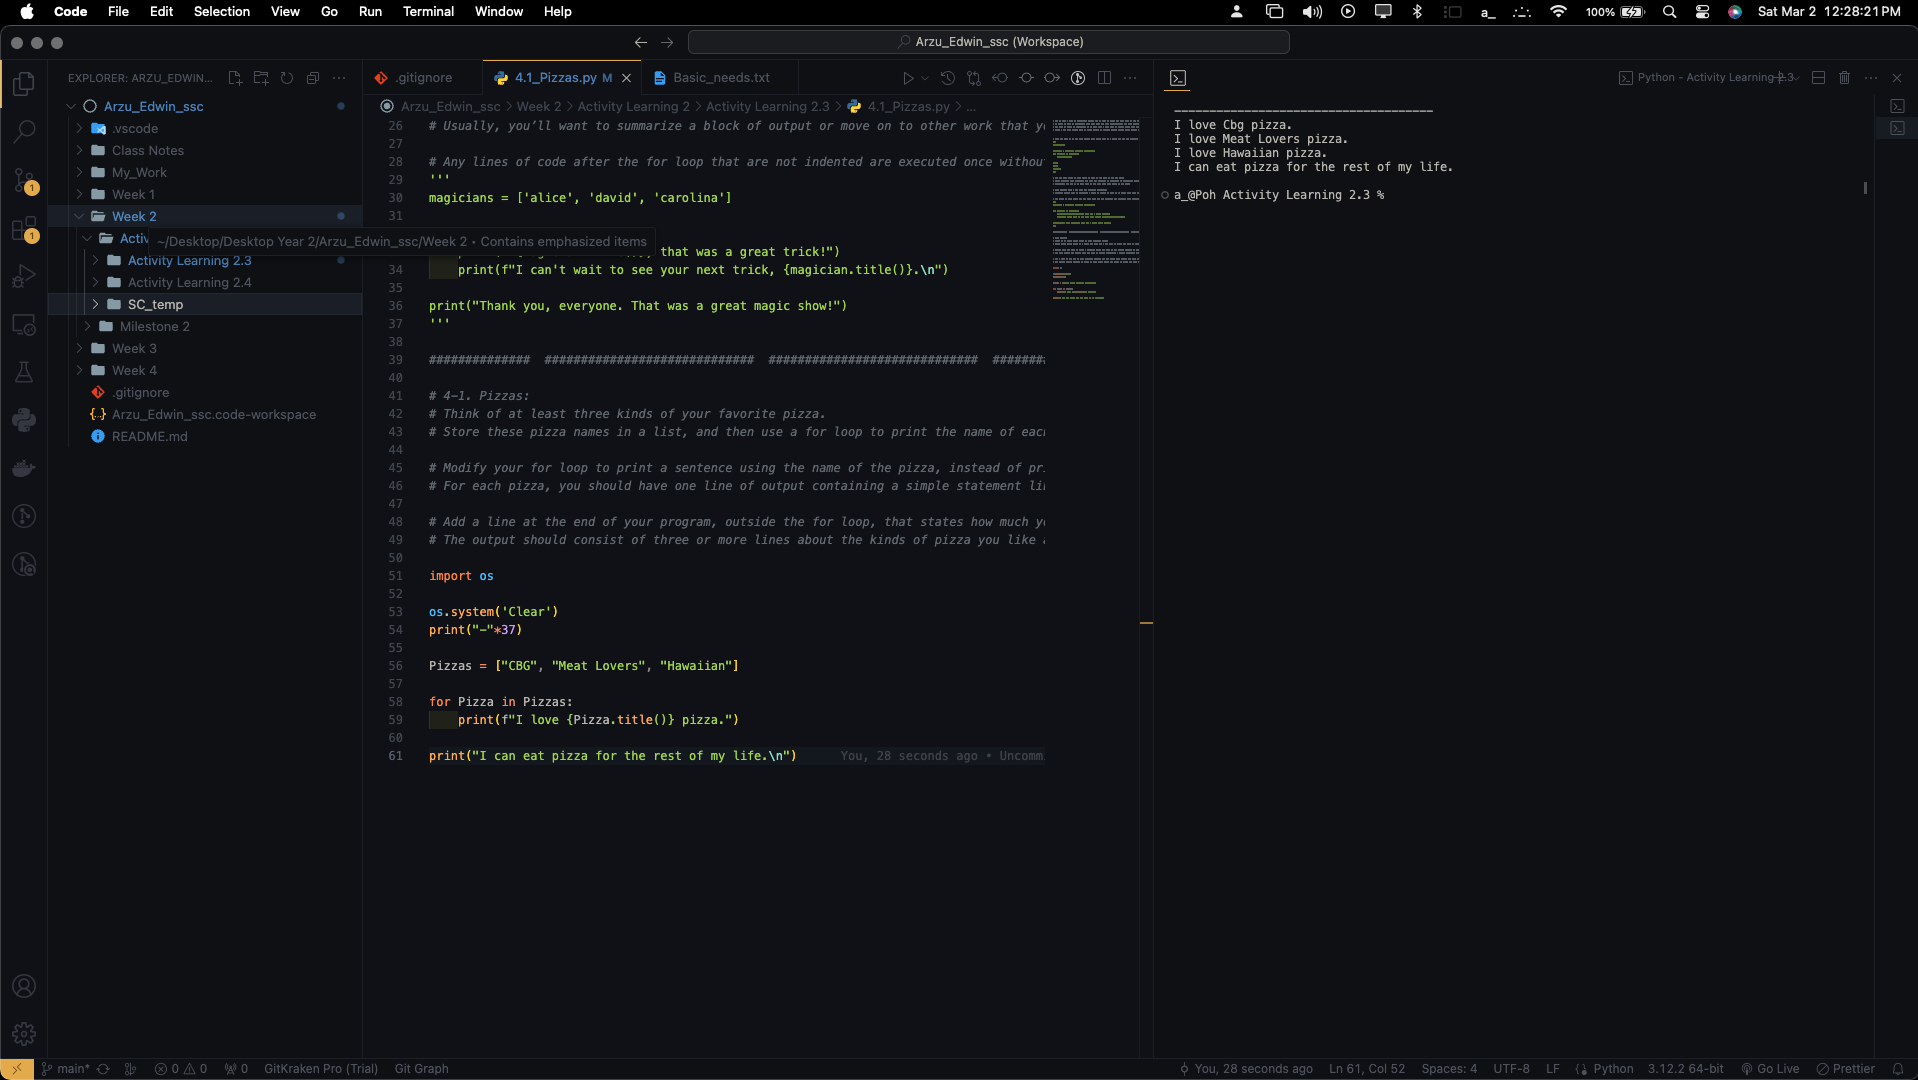 Code File Edit Selection View Go Run Terminal Window Help
a_ 100% Sat Mar 2 12:28:21 PM
Arzu_Edwin_ssc (Workspace)
EXPLORER: ARZU_EDWIN...
Arzu_Edwin_ssc
.vscode
Class Notes
My_Work
Week 1
Week 2
Activ
~/Desktop/Desktop Year 2/Arzu_Edwin_ssc/Week 2 • Contains emphasized items
Activity Learning 2.3
Activity Learning 2.4
SC_temp
Milestone 2
Week 3
Week 4
.gitignore
Arzu_Edwin_ssc.code-workspace
README.md
1
1
.gitignore 4.1_Pizzas.py M Basic_needs.txt
Arzu_Edwin_ssc > Week 2 > Activity Learning 2 > Activity Learning 2.3 > 4.1_Pizzas.py > ...
26 # Usually, you’ll want to summarize a block of output or move on to other work that
27
28 # Any lines of code after the for loop that are not indented are executed once withou
29 '''
30 magicians = ['alice', 'david', 'carolina']
31
that was a great trick!")
34 print(f"I can't wait to see your next trick, {magician.title()}.\n")
35
36 print("Thank you, everyone. That was a great magic show!")
37 '''
38
39 ############## ############################# ############################# #######
40
41 # 4-1. Pizzas:
42 # Think of at least three kinds of your favorite pizza.
43 # Store these pizza names in a list, and then use a for loop to print the name of eac
44
45 # Modify your for loop to print a sentence using the name of the pizza, instead of pr
46 # For each pizza, you should have one line of output containing a simple statement li
47
48 # Add a line at the end of your program, outside the for loop, that states how much y
49 # The output should consist of three or more lines about the kinds of pizza you like
50
51 import os
52
53 os.system('Clear')
54 print("-"*37)
55
56 Pizzas = ["CBG", "Meat Lovers", "Hawaiian"]
57
58 for Pizza in Pizzas:
59 print(f"I love {Pizza.title()} pizza.")
60
61 print("I can eat pizza for the rest of my life.\n") You, 28 seconds ago • Uncomm
Python - Activity Learning 2.3
-------------------------------------
I love Cbg pizza.
I love Meat Lovers pizza.
I love Hawaiian pizza.
I can eat pizza for the rest of my life.
a_@Poh Activity Learning 2.3 %
main* 0 0 0 GitKraken Pro (Trial) Git Graph
You, 28 seconds ago Ln 61, Col 52 Spaces: 4 UTF-8 LF Python 3.12.2 64-bit Go Live Prettier